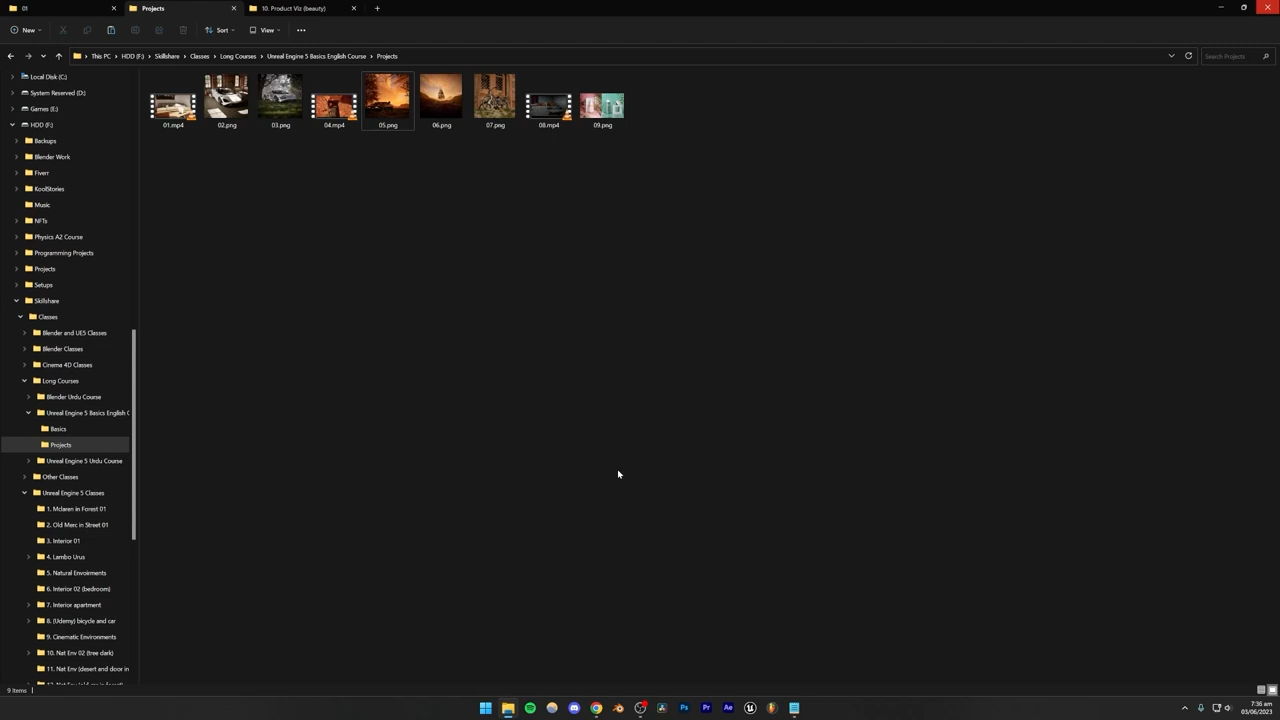 01
Projects
10. Product Viz (beauty)
New
Sort
View
This PC > HDD (F:) > Skillshare > Classes > Long Courses > Unreal Engine 5 Basics English Course > Projects
Search Projects
Local Disk (C:)
System Reserved (D:)
Games (E:)
HDD (F:)
Backups
Blender Work
Fiverr
KoolStories
Music
NFTs
Physics A2 Course
Programming Projects
Projects
Setups
Skillshare
Classes
Blender and UE5 Classes
Blender Classes
Cinema 4D Classes
Long Courses
Blender Urdu Course
Unreal Engine 5 Basics English C
Basics
Projects
Unreal Engine 5 Urdu Course
Other Classes
Unreal Engine 5 Classes
1. Mclaren in Forest 01
2. Old Merc in Street 01
3. Interior 01
4. Lambo Urus
5. Natural Envoirments
6. Interior 02 (bedroom)
7. Interior apartment
8. (Udemy) bicycle and car
9. Cinematic Environments
10. Nat Env 02 (tree dark)
11. Nat Env (desert and door in
01.mp4 02.png 03.png 04.mp4 05.png 06.png 07.png 08.mp4 09.png
9 items
7:36 am
03/06/2023